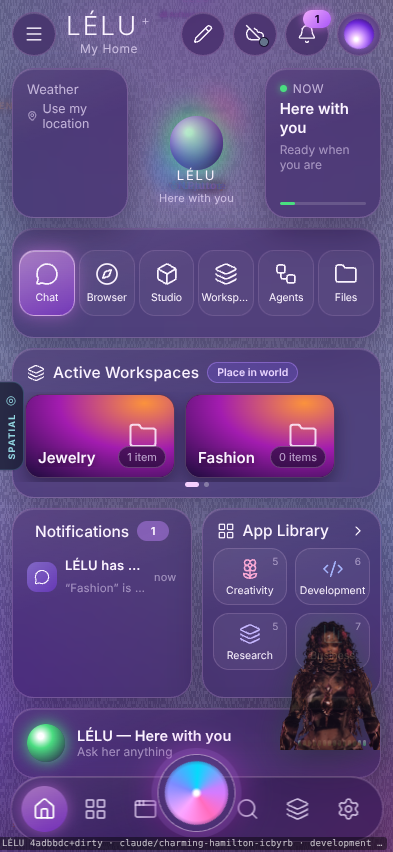 LÉLU +
My Home
1
Weather
Use my
location
LÉLU
Here with you
NOW
Here with
you
Ready when
you are
Chat
Browser
Studio
Worksp...
Agents
Files
Active Workspaces
Place in world
SPATIAL
Jewelry
1 item
Fashion
0 items
Notifications
1
LÉLU has ...
“Fashion” is ...
now
App Library
5
Creativity
6
Development
5
Research
7
LÉLU — Here with you
Ask her anything
LÉLU 4adbbdc+dirty · claude/charming-hamilton-icbyrb · development …